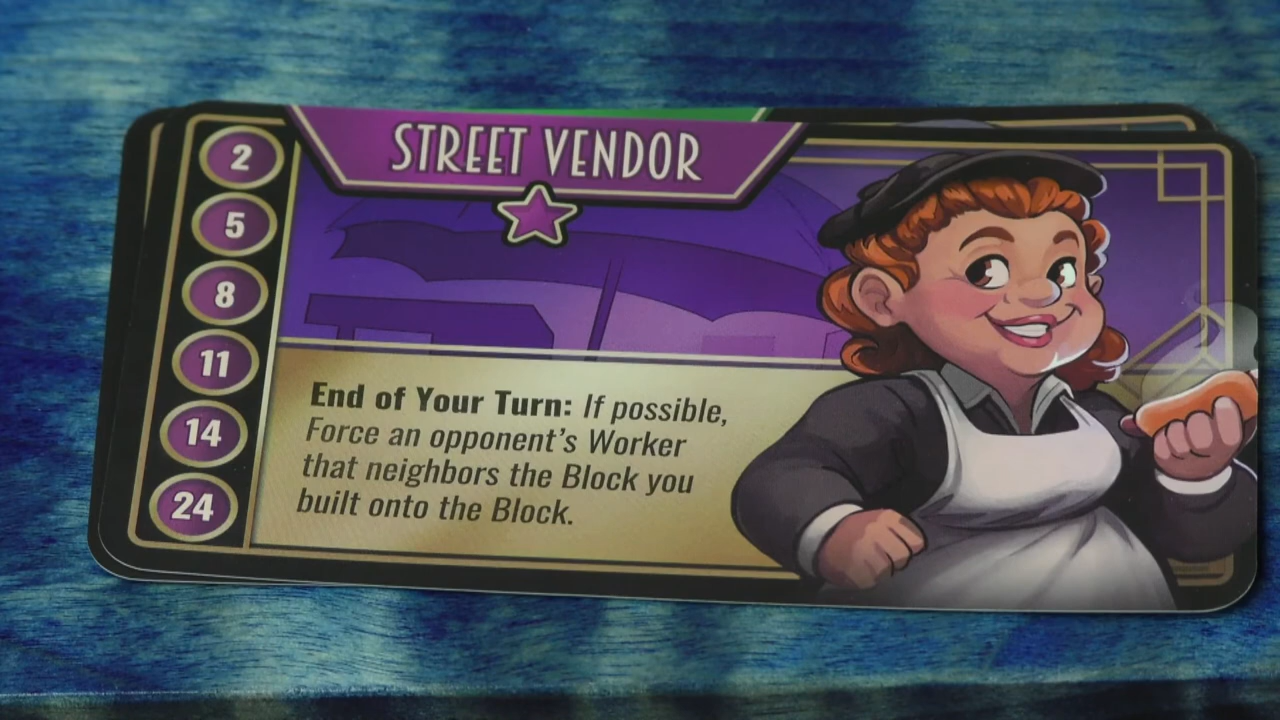 STREET VENDOR
2
5
8
11
14
24
End of Your Turn: If possible,
Force an opponent's Worker
that neighbors the Block you
built onto the Block.